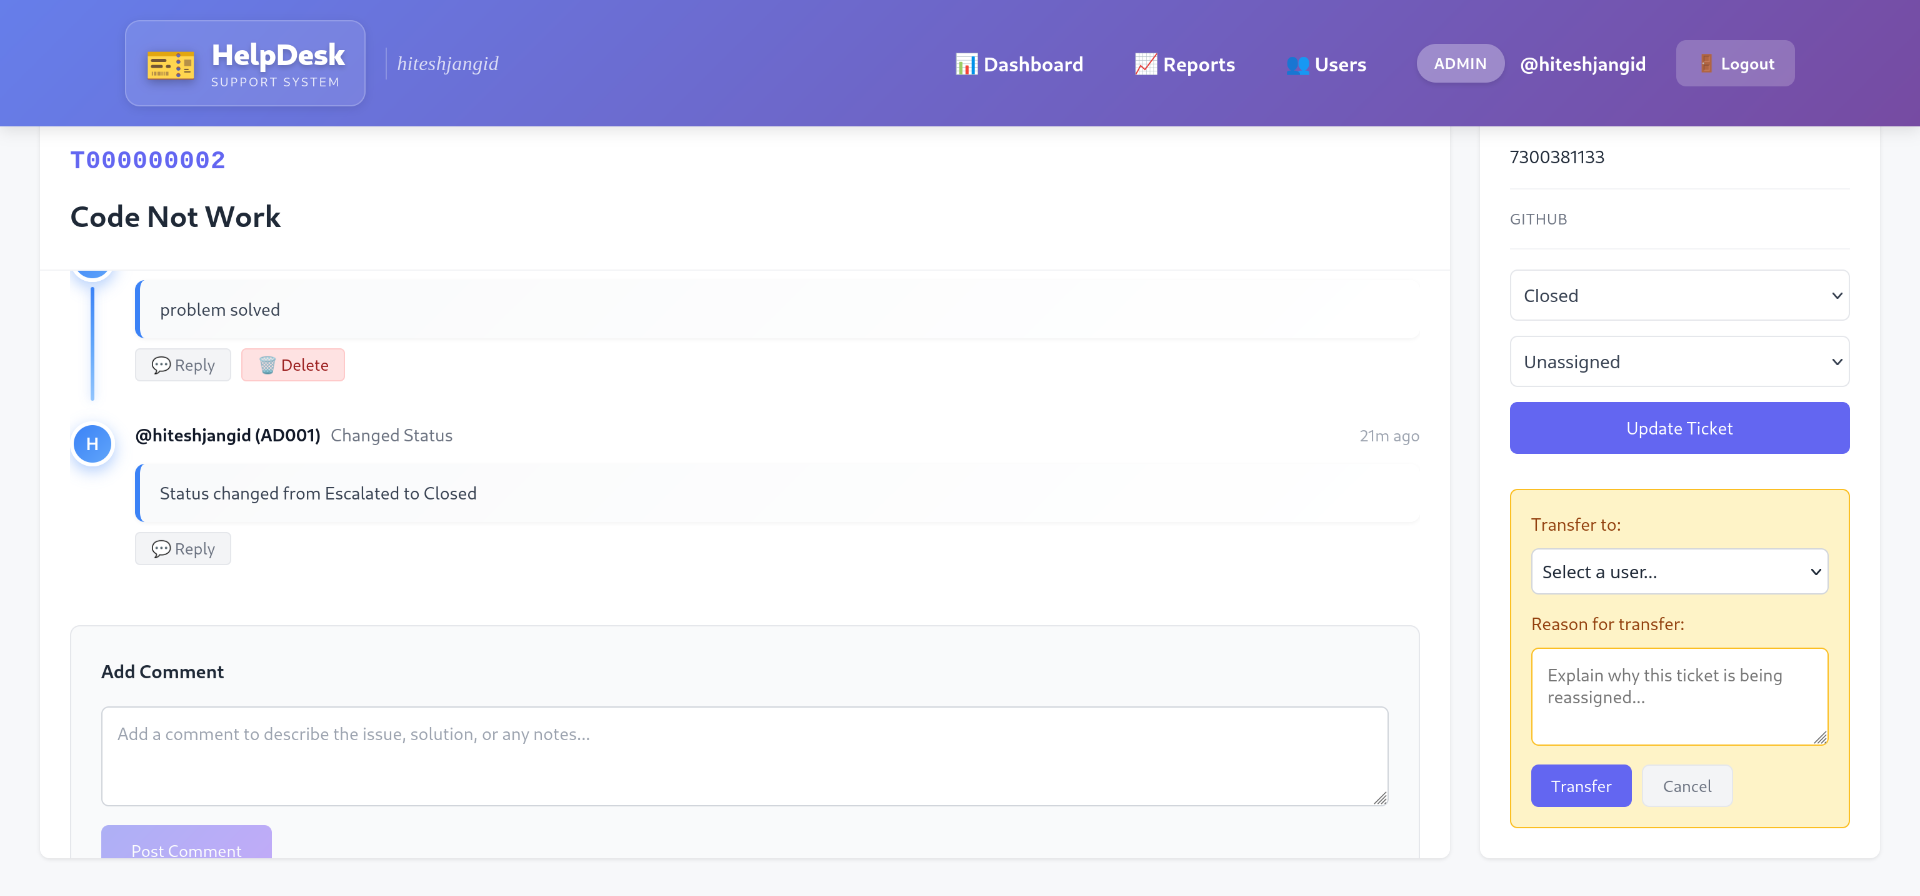 HelpDesk
SUPPORT SYSTEM
hiteshjangid
Dashboard
Reports
Users
ADMIN
@hiteshjangid
Logout
T000000002
Code Not Work
problem solved
Reply
Delete
H
@hiteshjangid (AD001) Changed Status
21m ago
Status changed from Escalated to Closed
Reply
Add Comment
Add a comment to describe the issue, solution, or any notes...
Post Comment
7300381133
GITHUB
Closed
Unassigned
Update Ticket
Transfer to:
Select a user...
Reason for transfer:
Explain why this ticket is being
reassigned...
Transfer
Cancel